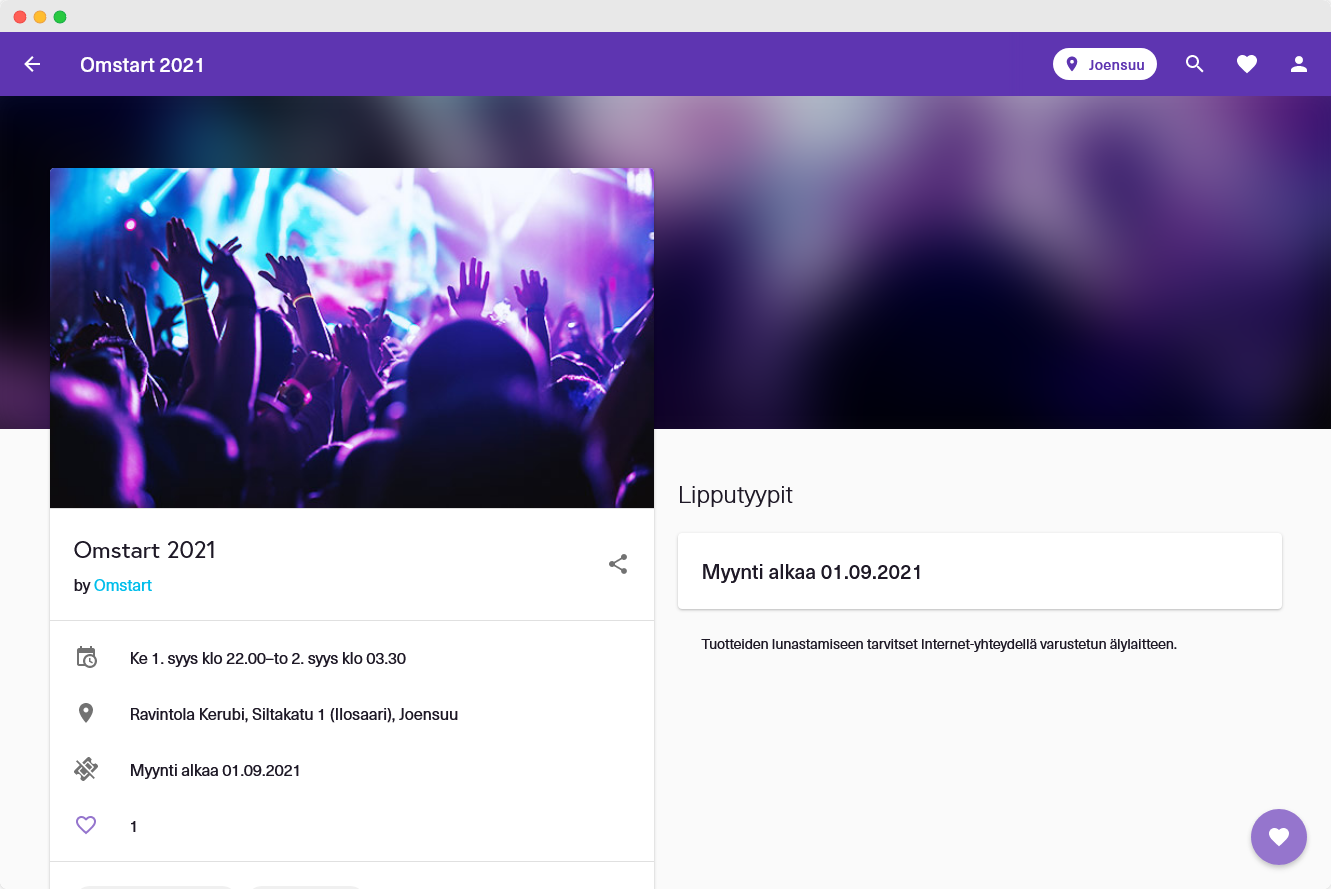 Omstart 2021
Joensuu
Omstart 2021
by Omstart
Ke 1. syys klo 22.00–to 2. syys klo 03.30
Ravintola Kerubi, Siltakatu 1 (Ilosaari), Joensuu
Myynti alkaa 01.09.2021
1
Lipputyypit
Myynti alkaa 01.09.2021
Tuotteiden lunastamiseen tarvitset Internet-yhteydellä varustetun älylaitteen.